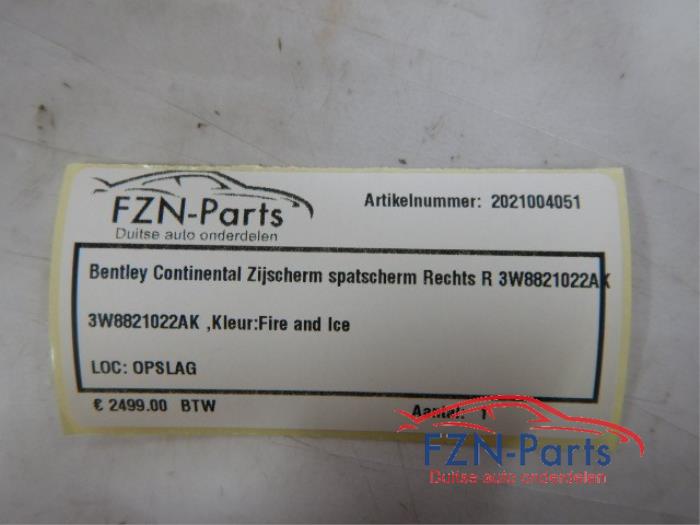 FZN-Parts
Duitse auto onderdelen
Artikelnummer: 2021004051
Bentley Continental Zijscherm spatscherm Rechts R 3W8821022AK
3W8821022AK ,Kleur:Fire and Ice
LOC: OPSLAG
€ 2499.00 BTW
Aantal: 1
FZN-Parts
Duitse auto onderdelen